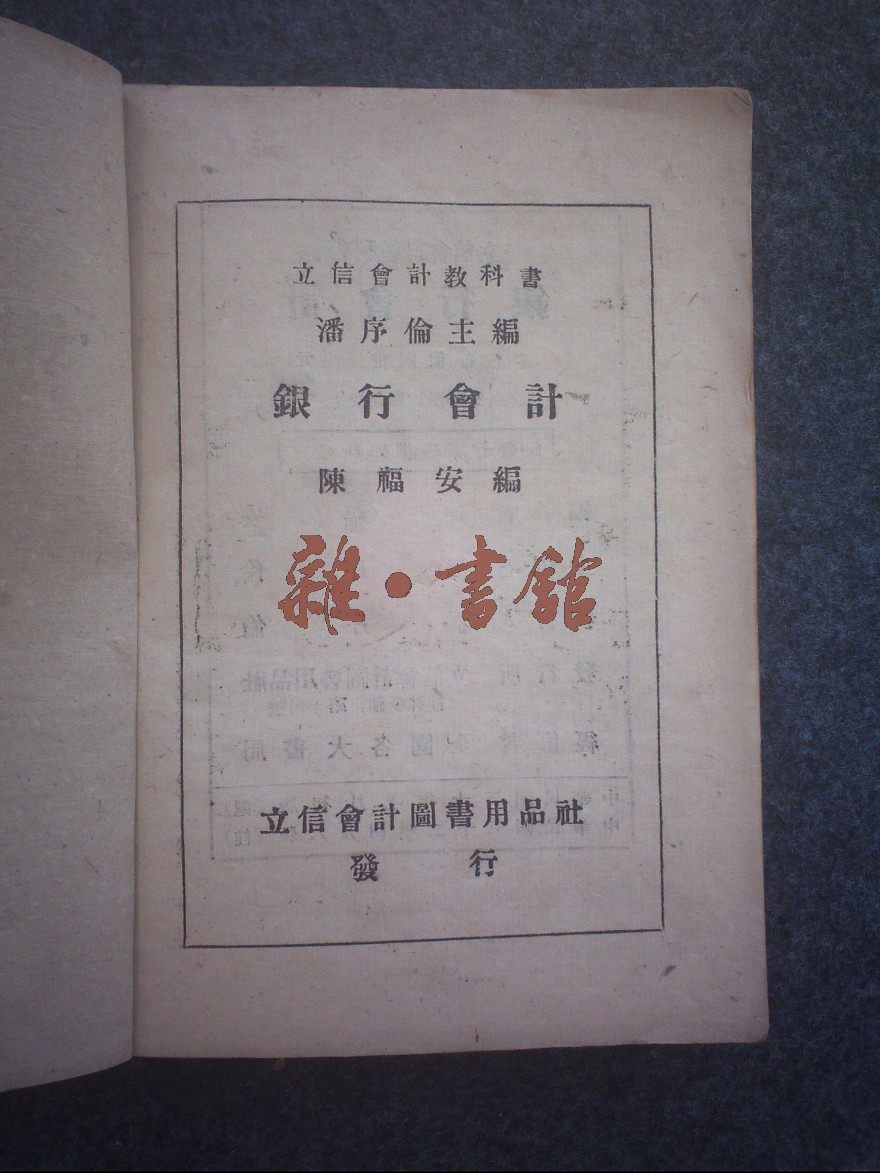 立信會計教科書
潘序倫主編
銀行會計
陳福安編
雜·書館
立信會計圖書用品社
發行